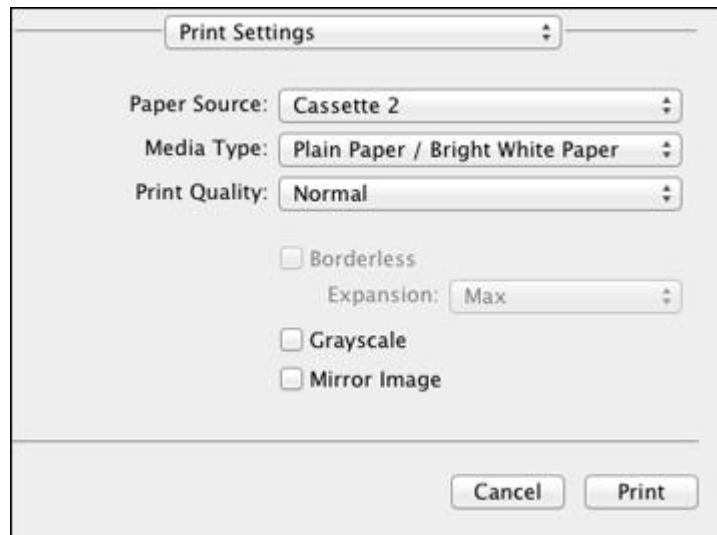 Print Settings
Paper Source: Cassette 2
Media Type: Plain Paper / Bright White Paper
Print Quality: Normal
Borderless
Expansion: Max
Grayscale
Mirror Image
Cancel Print